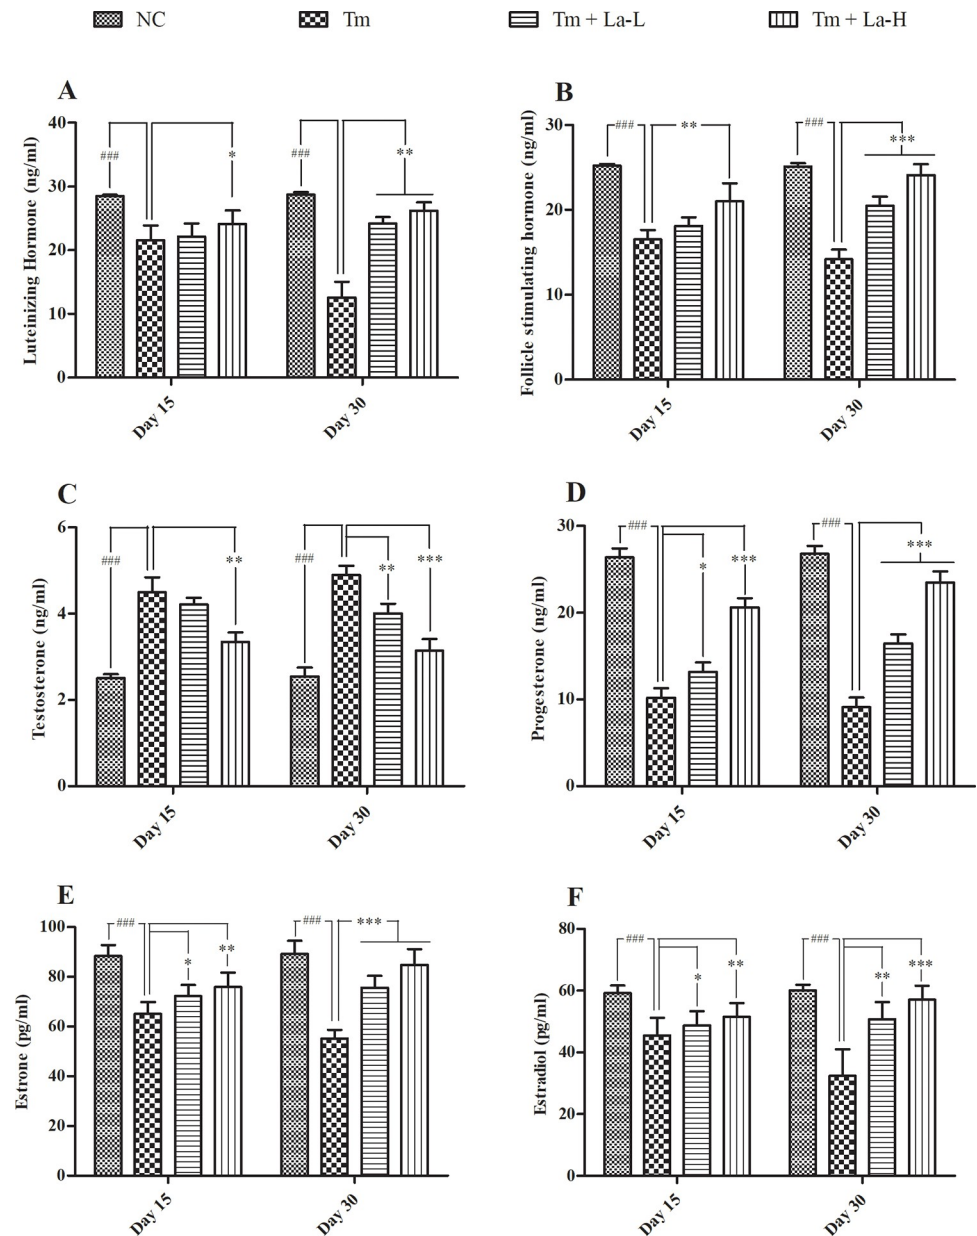 NC Tm Tm + La-L Tm + La-H
A
Luteinizing Hormone (ng/ml)
40
30
20
10
0
### * ### **
Day 15 Day 30
B
Follicle stimulating hormone (ng/ml)
30
20
10
0
### ** ### ***
Day 15 Day 30
C
Testosterone (ng/ml)
6
4
2
0
### ** ### ** ***
Day 15 Day 30
D
Progesterone (ng/ml)
30
20
10
0
### * *** ### ***
Day 15 Day 30
E
Estrone (pg/ml)
100
80
60
40
20
0
### * ** ### ***
Day 15 Day 30
F
Estradiol (pg/ml)
80
60
40
20
0
### * ** ### ** ***
Day 15 Day 30